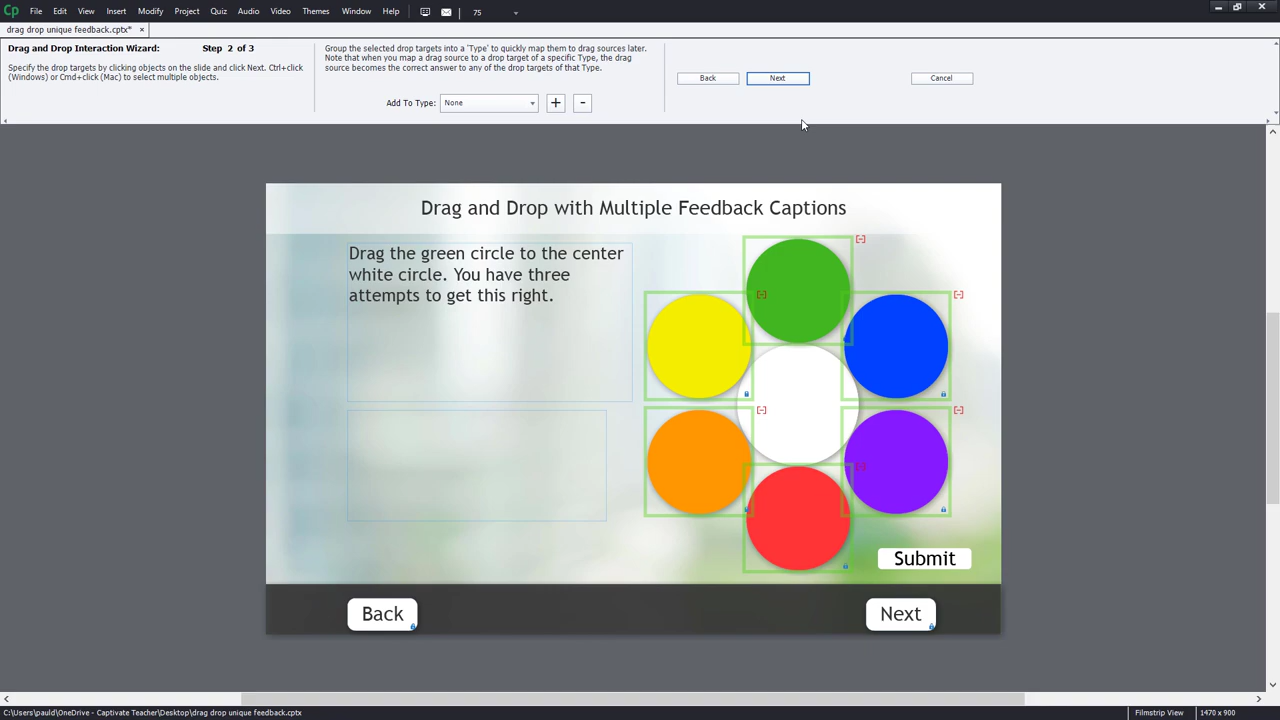 Cp File Edit View Insert Modify Project Quiz Audio Video Themes Window Help 75
drag drop unique feedback.cptx* ×
Drag and Drop Interaction Wizard: Step 2 of 3
Specify the drop targets by clicking objects on the slide and click Next. Ctrl+click
(Windows) or Cmd+click (Mac) to select multiple objects.
Group the selected drop targets into a 'Type' to quickly map them to drag sources later.
Note that when you map a drag source to a drop target of a specific Type, the drag
source becomes the correct answer to any of the drop targets of that Type.
Add To Type: None + -
Back Next Cancel
Drag and Drop with Multiple Feedback Captions
Drag the green circle to the center
white circle. You have three
attempts to get this right.
[-]
[-]
[-]
[-]
[-]
[-]
Submit
Back Next
C:\Users\pauld\OneDrive - Captivate Teacher\Desktop\drag drop unique feedback.cptx Filmstrip View 1470 x 900